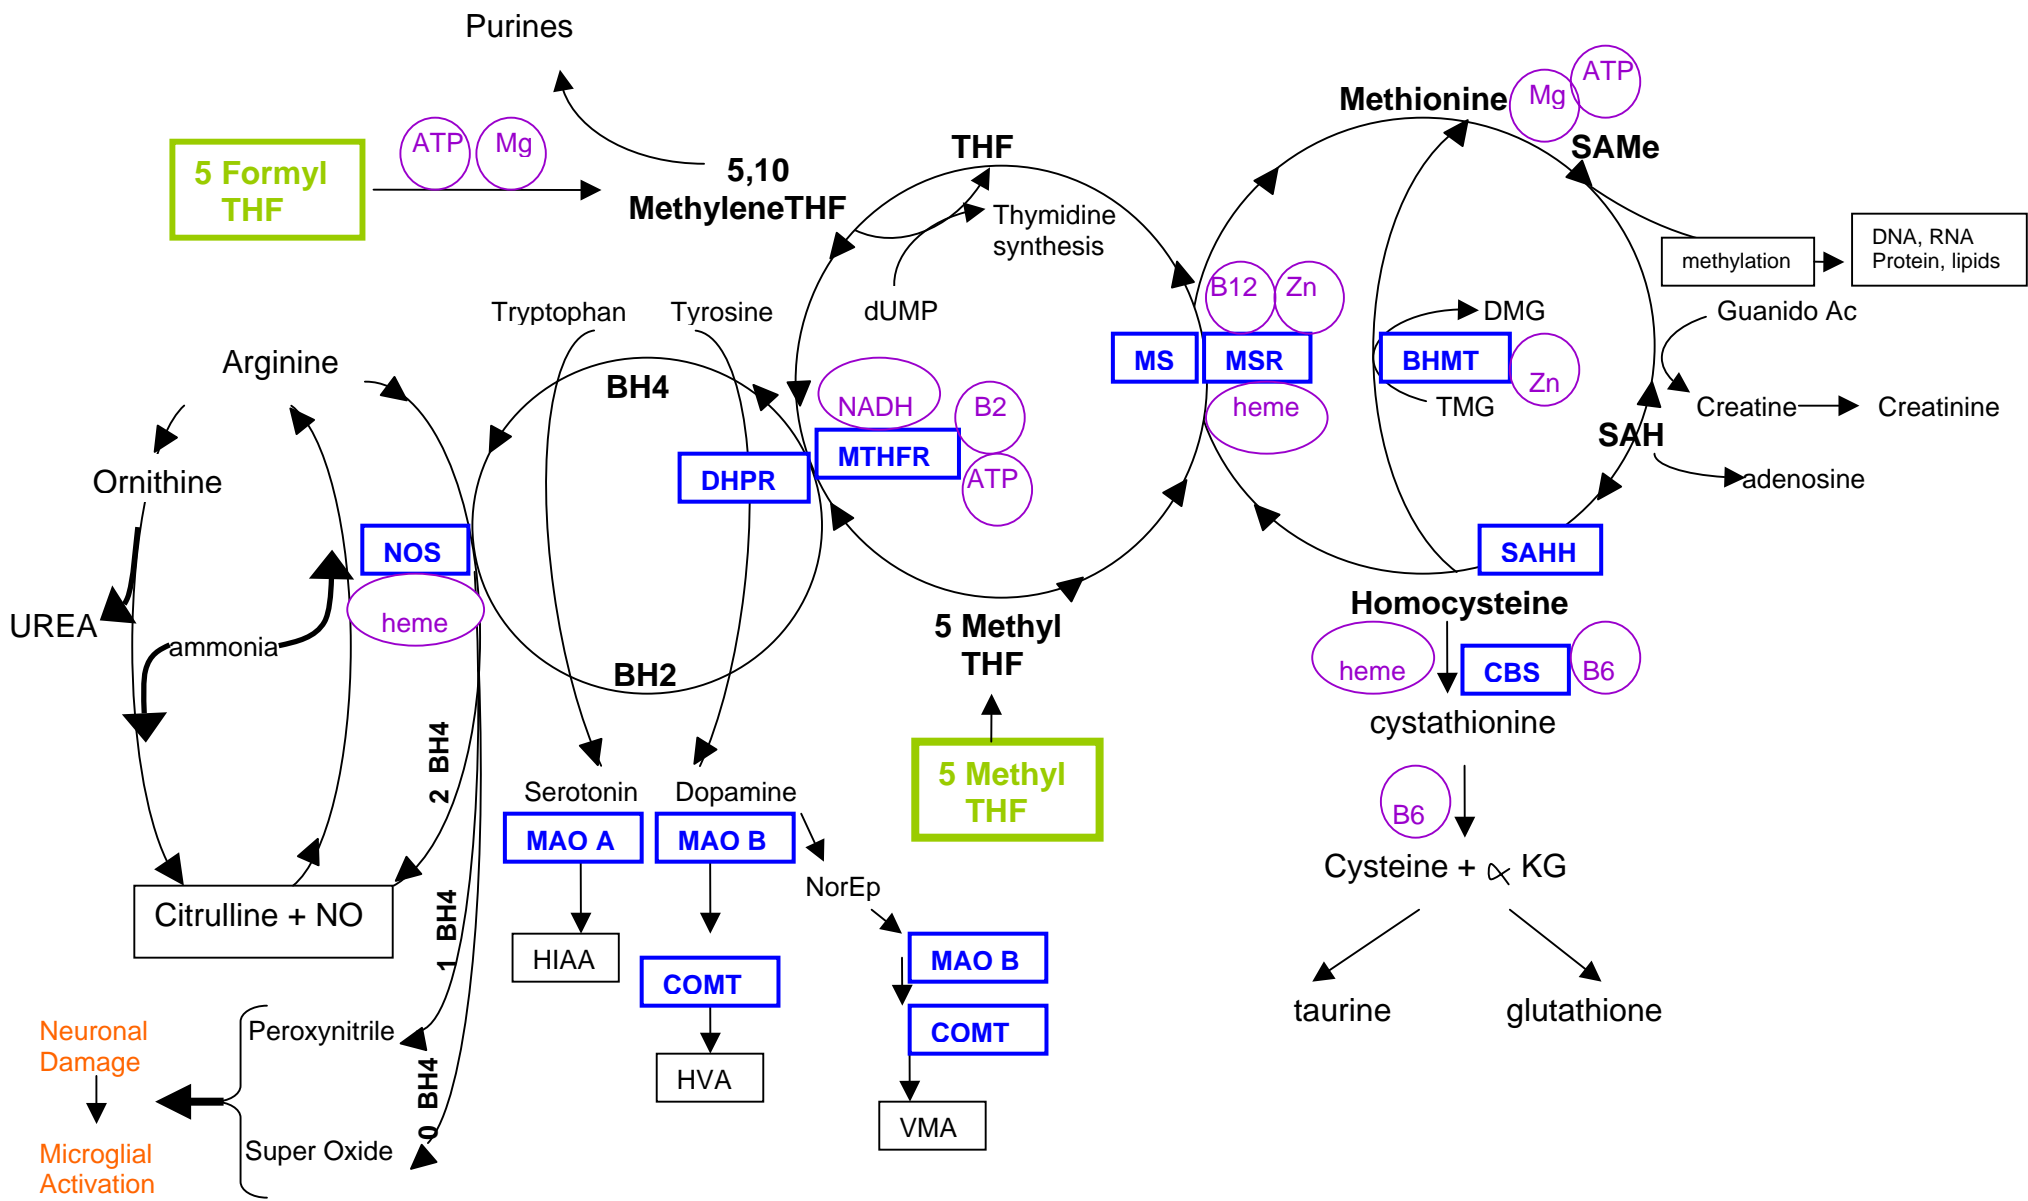 Purines
ATP
Mg
5 Formyl
THF
5,10
MethyleneTHF
THF
Thymidine
synthesis
dUMP
Methionine
Mg
ATP
SAMe
methylation
DNA, RNA
Protein, lipids
Guanido Ac
Creatine
Creatinine
SAH
adenosine
B12
Zn
MS
MSR
heme
BHMT
Zn
DMG
TMG
SAHH
Tryptophan
Tyrosine
BH4
NADH
B2
MTHFR
ATP
DHPR
BH2
Arginine
Ornithine
NOS
heme
UREA
ammonia
5 Methyl
THF
5 Methyl
THF
Homocysteine
heme
CBS
B6
cystathionine
B6
Cysteine + α KG
taurine
glutathione
2 BH4
1 BH4
0 BH4
Citrulline + NO
Serotonin
Dopamine
MAO A
MAO B
NorEp
HIAA
COMT
HVA
MAO B
COMT
VMA
Peroxynitrile
Super Oxide
Neuronal
Damage
Microglial
Activation